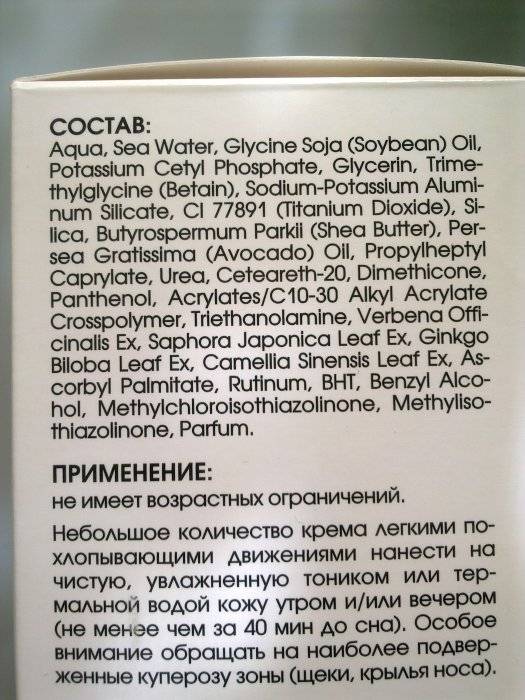 СОСТАВ:
Aqua, Sea Water, Glycine Soja (Soybean) Oil,
Potassium Cetyl Phosphate, Glycerin, Trime-
thylglycine (Betain), Sodium-Potassium Alumi-
num Silicate, CI 77891 (Titanium Dioxide), Si-
lica, Butyrospermum Parkii (Shea Butter), Per-
sea Gratissima (Avocado) Oil, Propylheptyl
Caprylate, Urea, Ceteareth-20, Dimethicone,
Panthenol, Acrylates/C10-30 Alkyl Acrylate
Crosspolymer, Triethanolamine, Verbena Offi-
cinalis Ex, Saphora Japonica Leaf Ex, Ginkgo
Biloba Leaf Ex, Camellia Sinensis Leaf Ex, As-
corbyl Palmitate, Rutinum, BHT, Benzyl Alco-
hol, Methylchloroisothiazolinone, Methyliso-
thiazolinone, Parfum.
ПРИМЕНЕНИЕ:
не имеет возрастных ограничений.
Небольшое количество крема легкими по-
хлопывающими движениями нанести на
чистую, увлажненную тоником или тер-
мальной водой кожу утром и/или вечером
(не менее чем за 40 мин до сна). Особое
внимание обращать на наиболее подвер-
женные куперозу зоны (щеки, крылья носа).